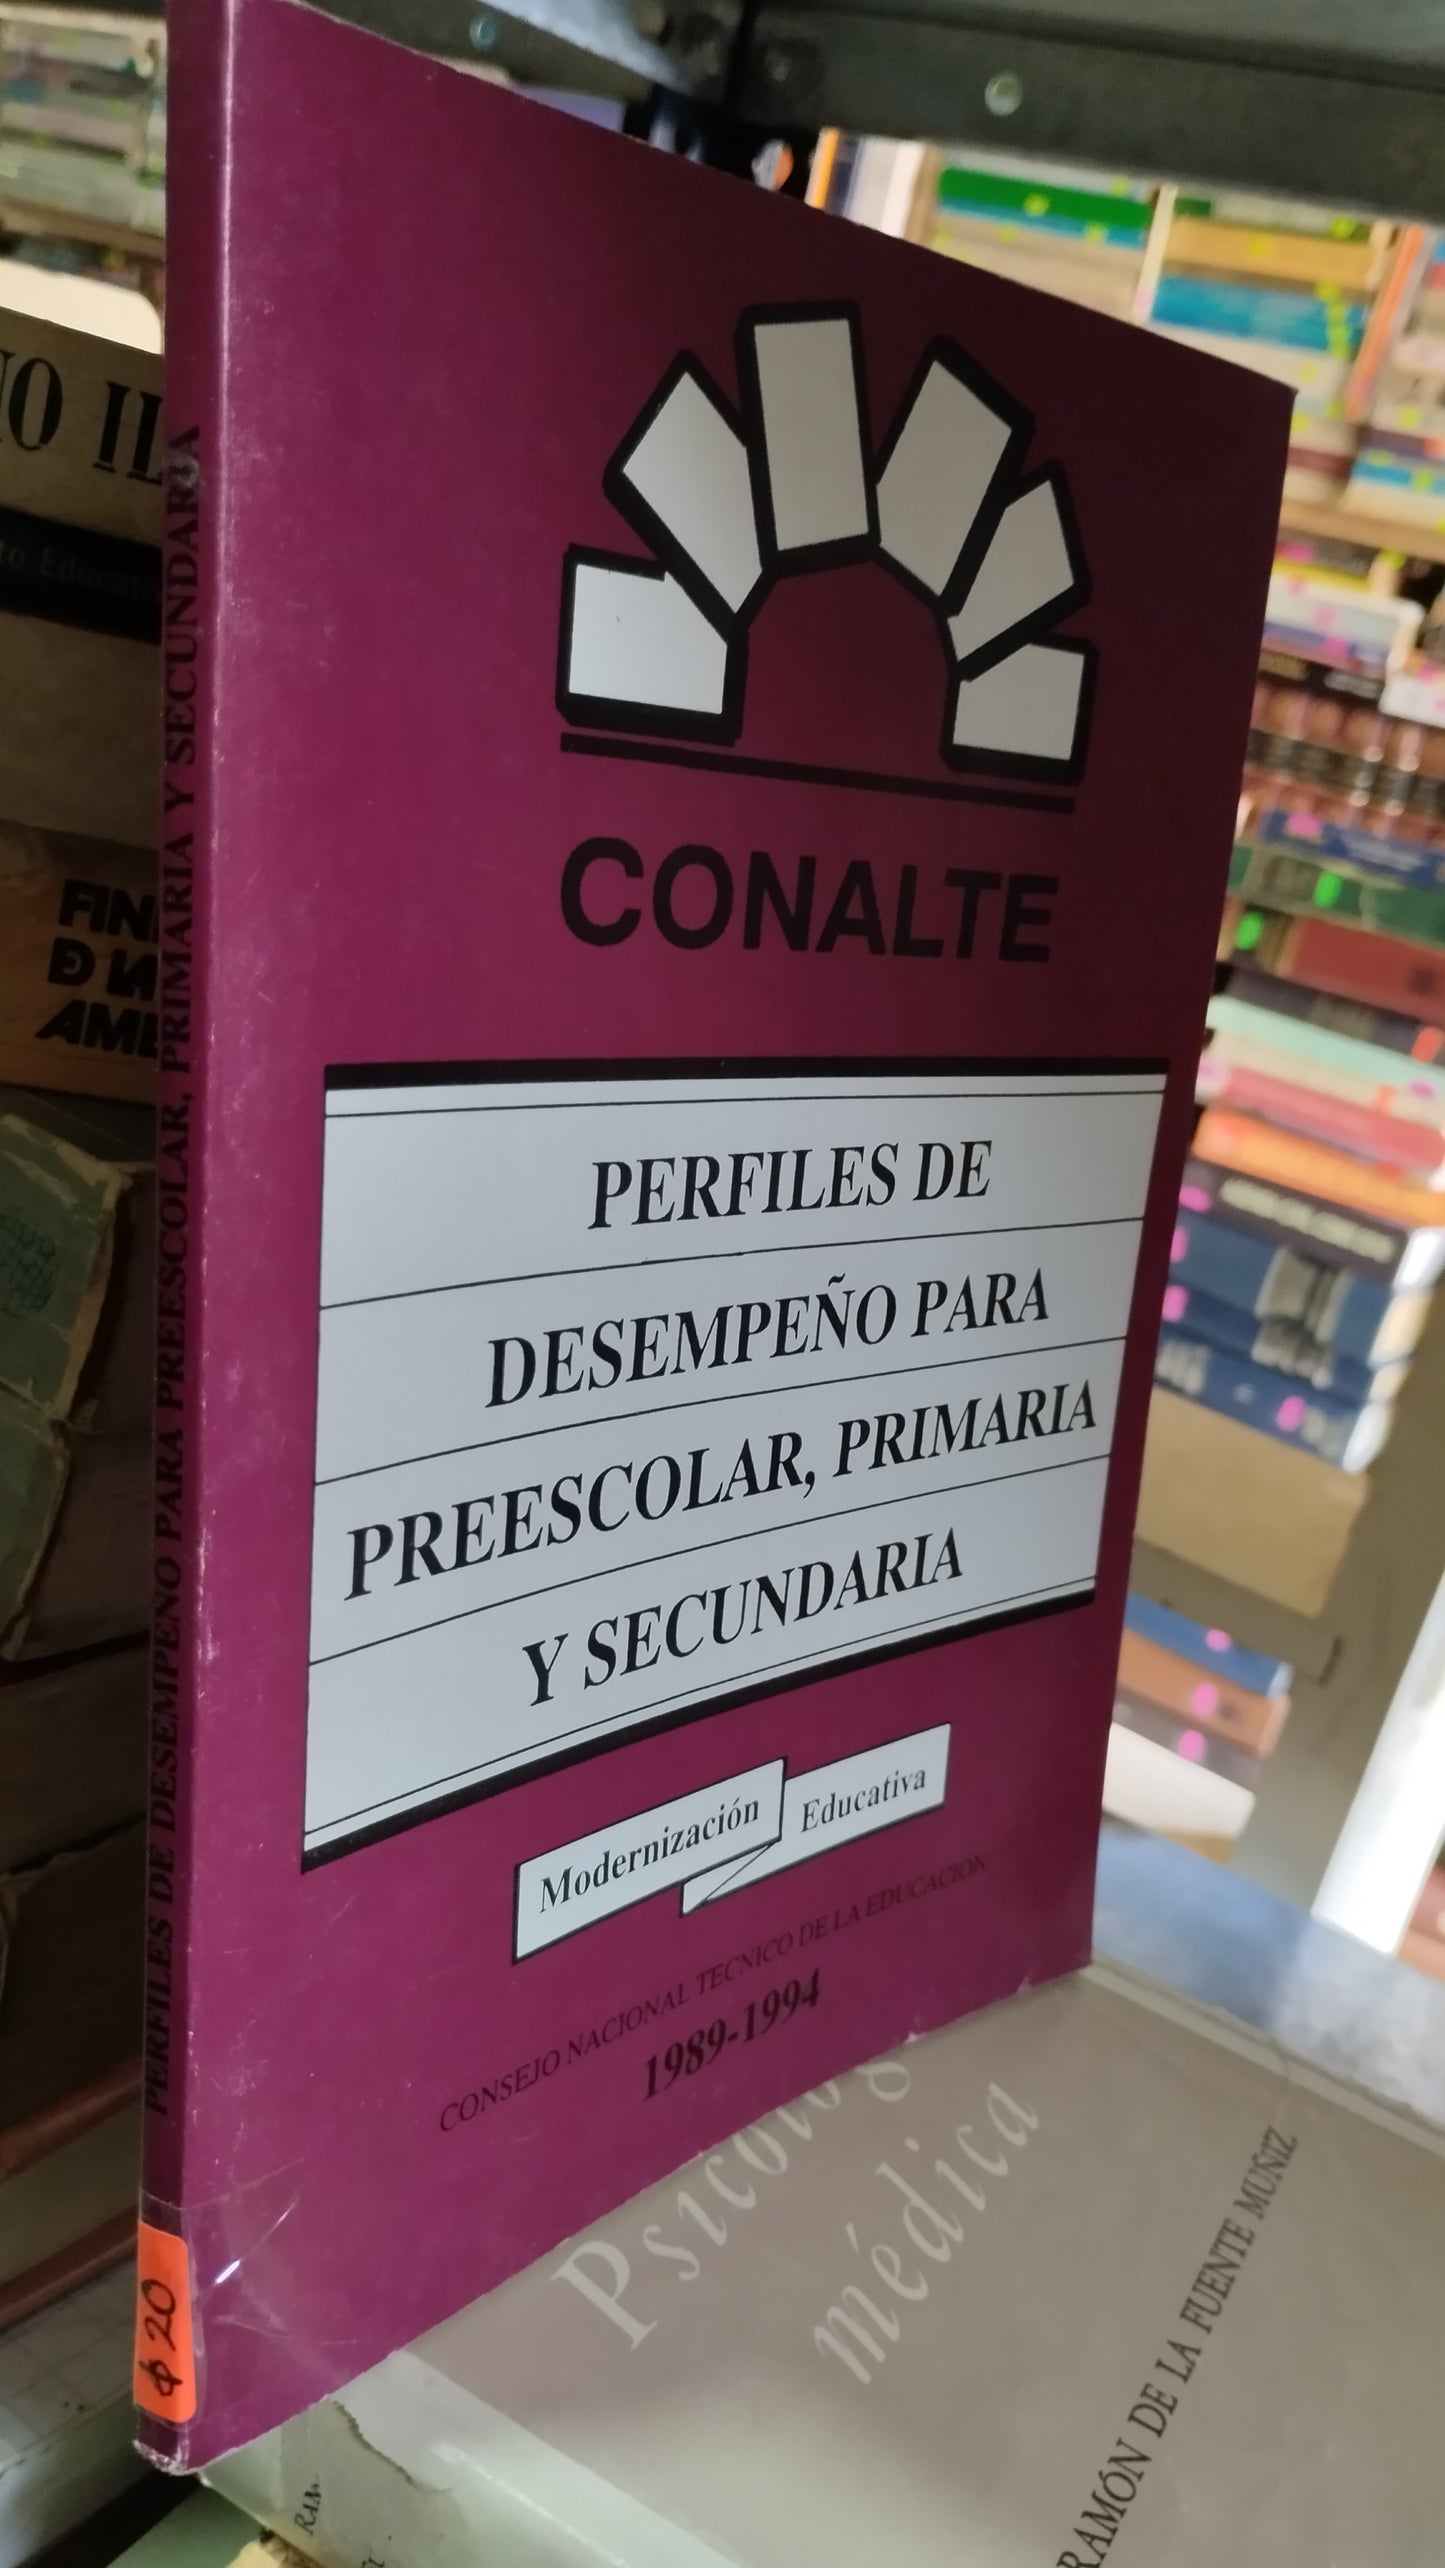 CONALTE
PERFILES DE
DESEMPEÑO PARA
PREESCOLAR, PRIMARIA
Y SECUNDARIA
Modernización Educativa
CONSEJO NACIONAL TECNICO DE LA EDUCACION
1989-1994
PERFILES DE DESEMPEÑO PARA PREESCOLAR, PRIMARIA Y SECUNDARIA
$ 20
médica
RAMÓN DE LA FUENTE MUÑIZ